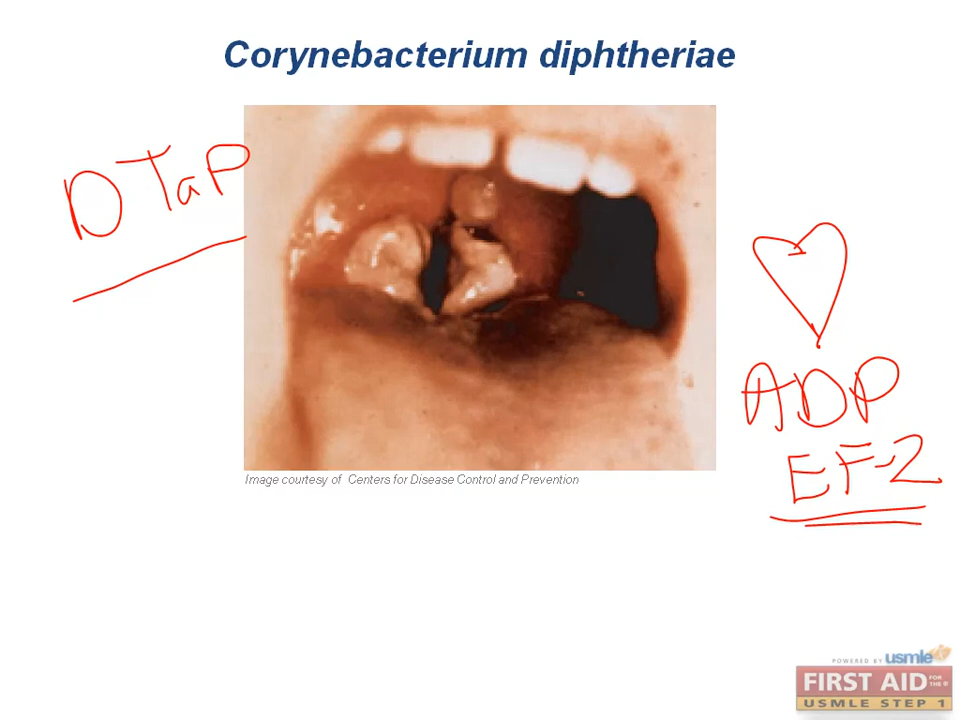 Corynebacterium diphtheriae
DTaP
ADP
EF-2
Image courtesy of Centers for Disease Control and Prevention
POWERED BY usmle
FIRST AID FOR THE ®
USMLE STEP 1